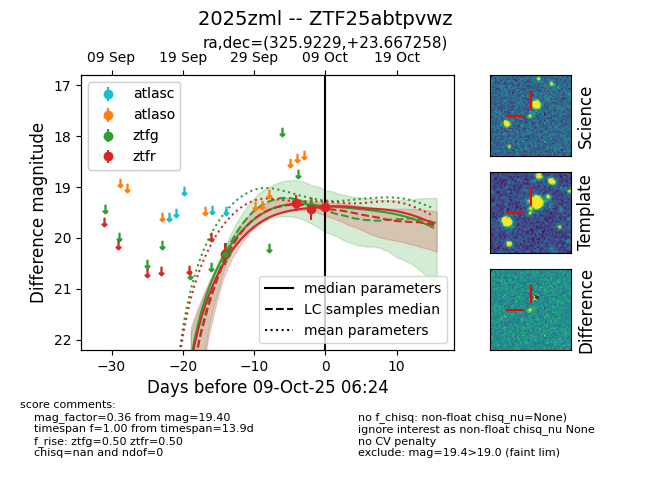 2025zml -- ZTF25abtpvwz
ra,dec=(325.9229,+23.667258)
09 Sep 19 Sep 29 Sep 09 Oct 19 Oct
17
18
19
20
21
22
Difference magnitude
atlasc
atlaso
ztfg
ztfr
median parameters
LC samples median
mean parameters
−30 −20 −10 0 10
Days before 09-Oct-25 06:24
Science
Template
Difference
score comments:
mag_factor=0.36 from mag=19.40
timespan f=1.00 from timespan=13.9d
f_rise: ztfg=0.50 ztfr=0.50
chisq=nan and ndof=0
no f_chisq: non-float chisq_nu=None)
ignore interest as non-float chisq_nu None
no CV penalty
exclude: mag=19.4>19.0 (faint lim)